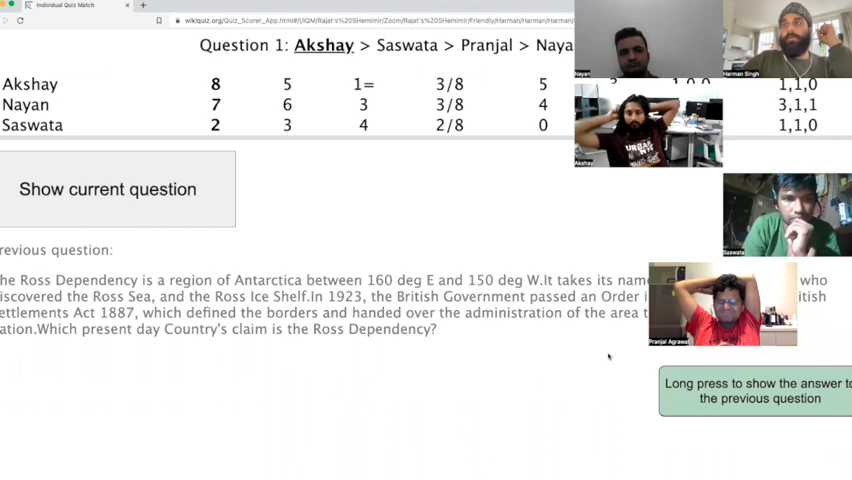 Individual Quiz Match
wikiquiz.org/Quiz_Scorer_App.html#/I/IQM/Rajat's%20SHemimir/Zoom/Rajat's%20SHemimir/Friendly/Harman/Harman/Harman/
Question 1: Akshay > Saswata > Pranjal > Naya
Akshay 8 5 1= 3/8 5 1,1,0
Nayan 7 6 3 3/8 4 3,1,1
Saswata 2 3 4 2/8 0 1,1,0
Nayan
Harman Singh
URBAN
Akshay
Saswata
Pranjal Agrawal
Show current question
revious question:
he Ross Dependency is a region of Antarctica between 160 deg E and 150 deg W.It takes its nam who
iscovered the Ross Sea, and the Ross Ice Shelf.In 1923, the British Government passed an Order i itish
ettlements Act 1887, which defined the borders and handed over the administration of the area t
ation.Which present day Country's claim is the Ross Dependency?
Long press to show the answer to
the previous question